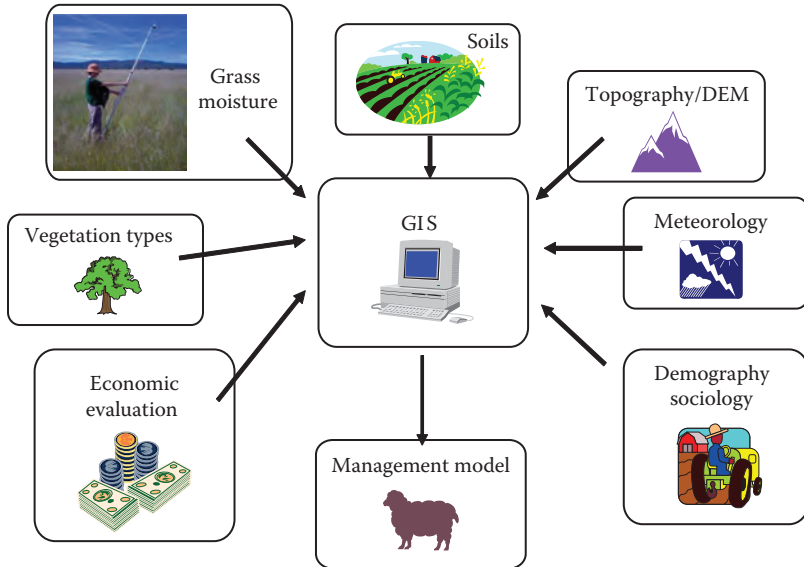 Grass
moisture
Soils
Topography/DEM
Vegetation types
GIS
Meteorology
Economic
evaluation
Management model
Demography
sociology